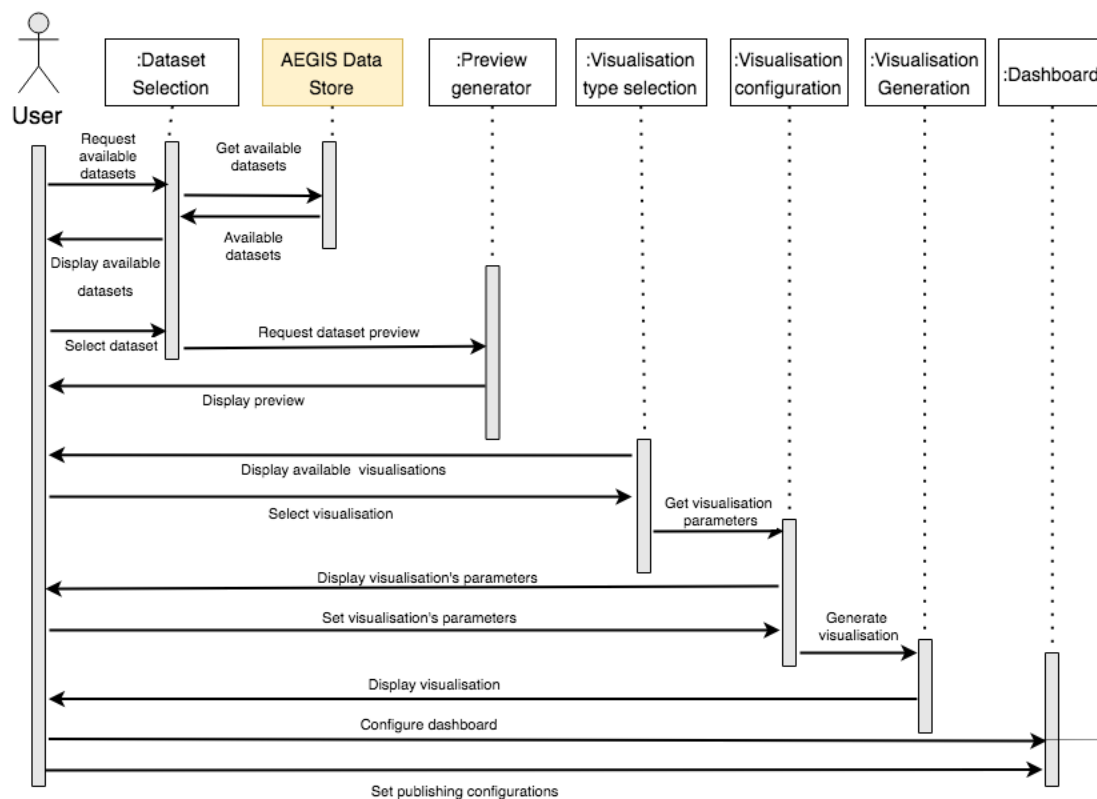 User
:Dataset
Selection
AEGIS Data
Store
:Preview
generator
:Visualisation
type selection
:Visualisation
configuration
:Visualisation
Generation
:Dashboard
Request
available
datasets
Get available
datasets
Available
datasets
Display available
datasets
Select dataset
Request dataset preview
Display preview
Display available visualisations
Select visualisation
Get visualisation
parameters
Display visualisation's parameters
Set visualisation's parameters
Generate
visualisation
Display visualisation
Configure dashboard
Set publishing configurations